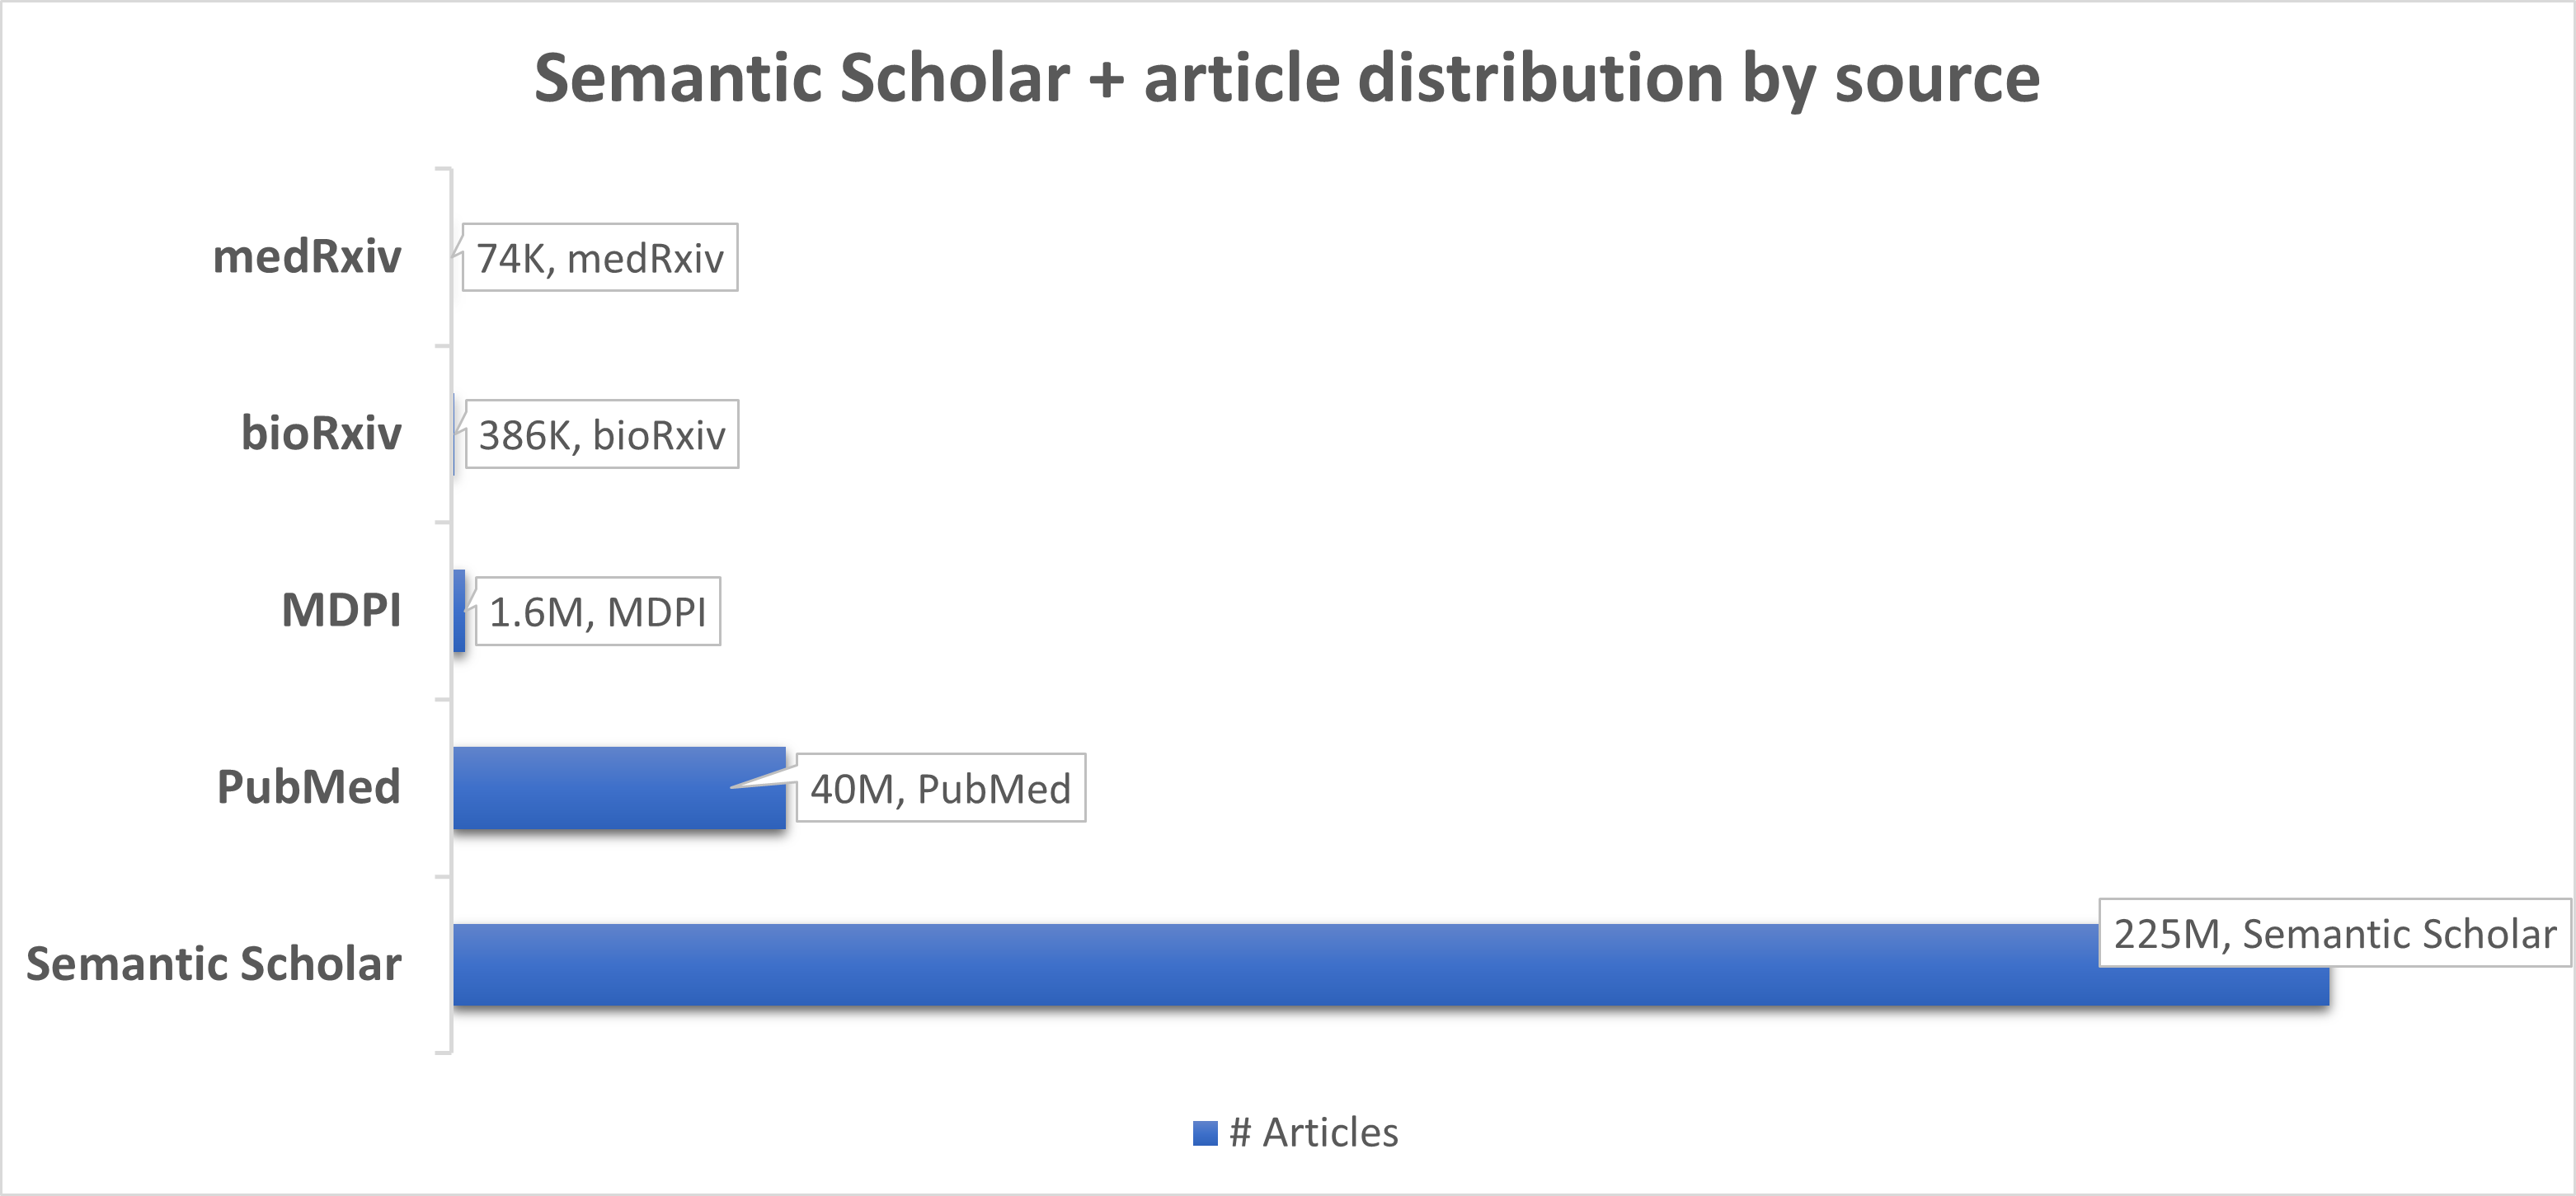 Semantic Scholar + article distribution by source
medRxiv
74K, medRxiv
bioRxiv
386K, bioRxiv
MDPI
1.6M, MDPI
PubMed
40M, PubMed
Semantic Scholar
225M, Semantic Scholar
# Articles